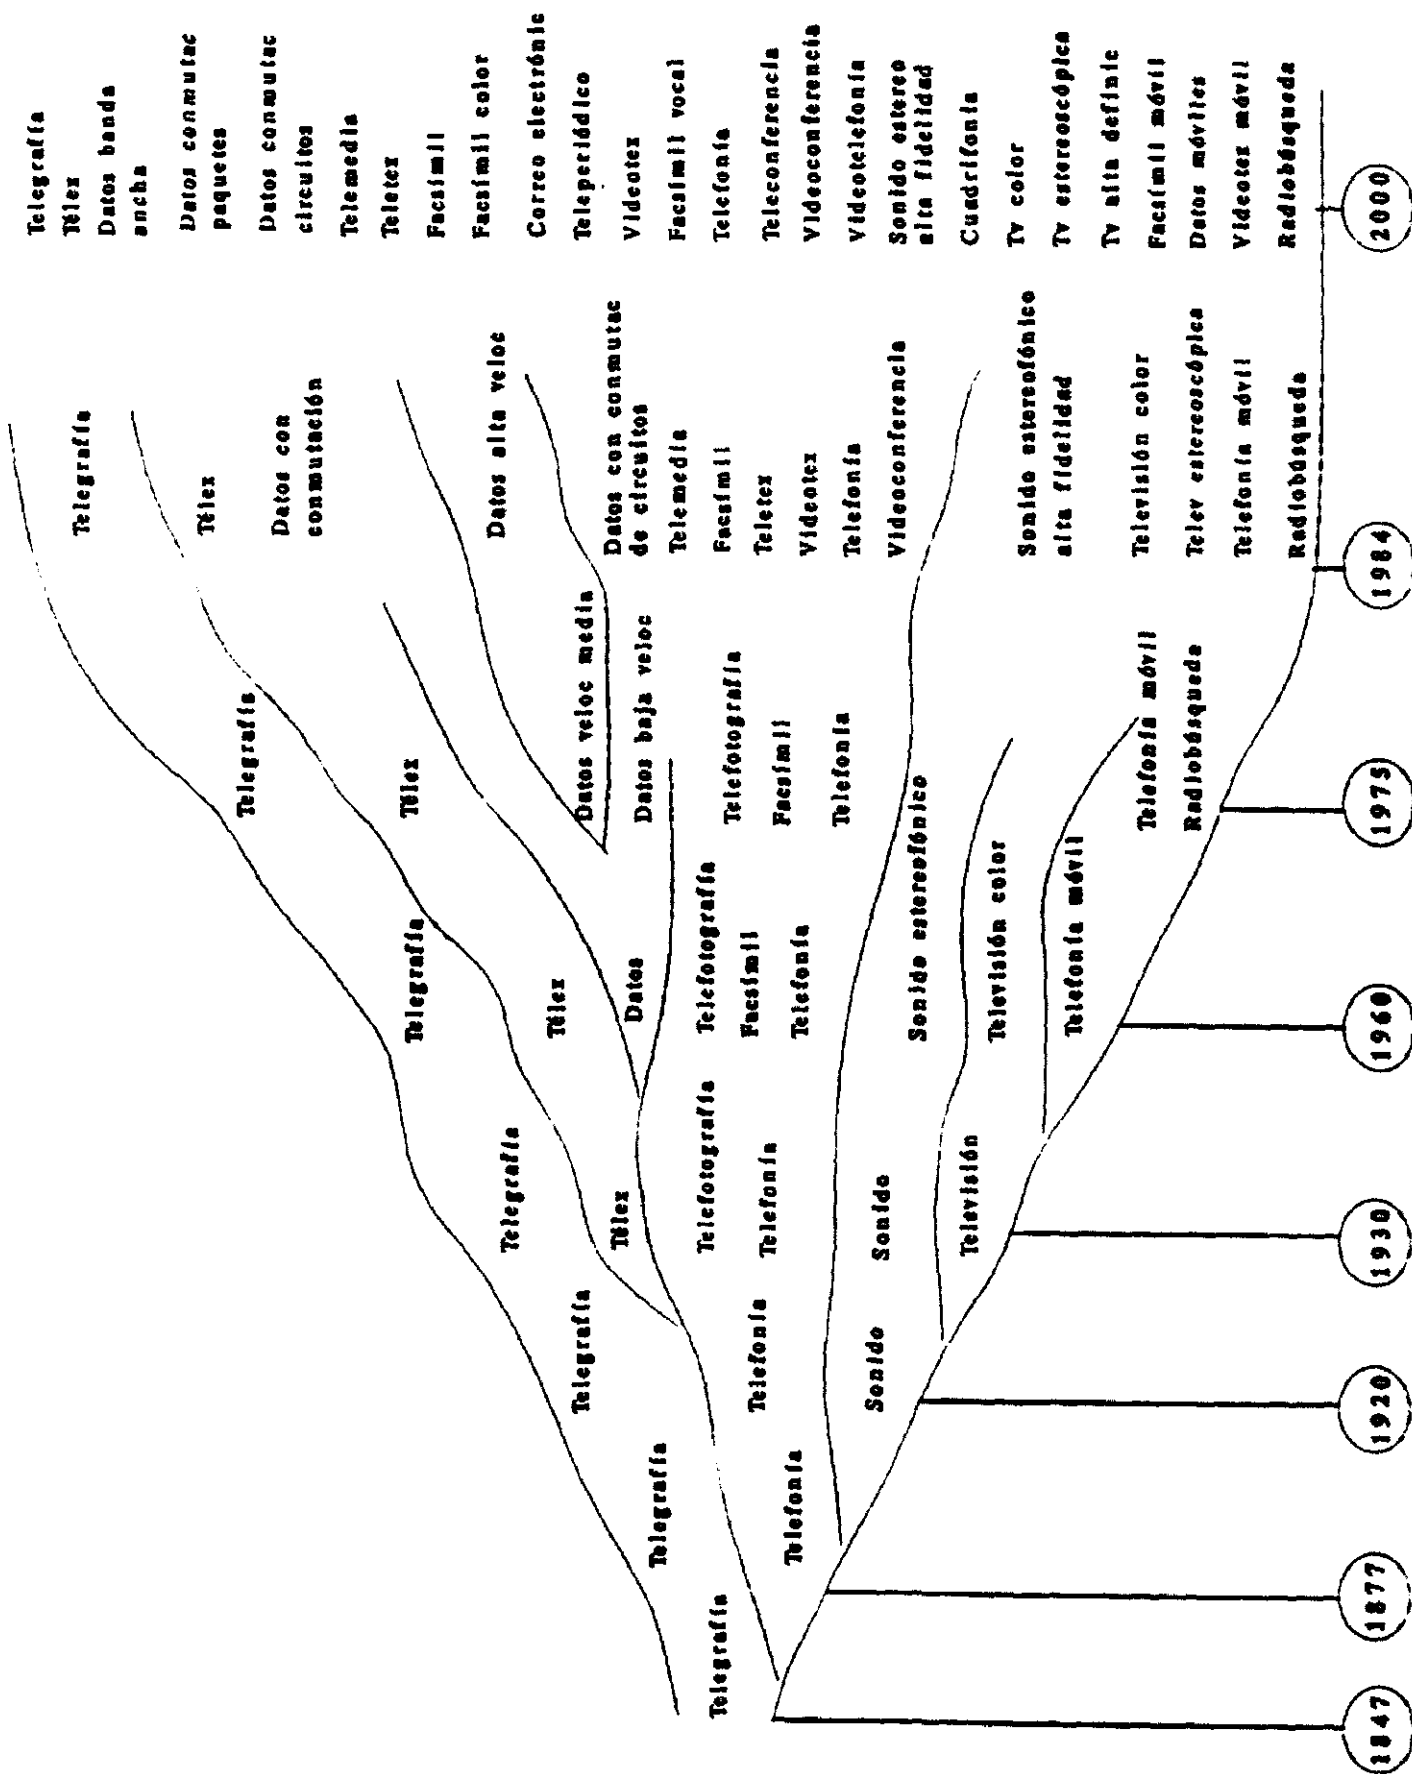 Telegrafía
1847
Telegrafía
Telefonía
1877
Telegrafía
Telefonía
Sonido
1920
Telegrafía
Télex
Telefotografía
Telefonía
Sonido
Televisión
1930
Telegrafía
Télex
Datos
Telefotografía
Facsímil
Telefonía
Sonido estereofónico
Televisión color
Telefonía móvil
1960
Telegrafía
Télex
Datos veloc media
Datos baja veloc
Telefotografía
Facsímil
Telefonía
Telefonía móvil
Radiobúsqueda
1975
Telegrafía
Télex
Datos con
conmutación
Datos alta veloc
Datos con conmutac
de circuitos
Telemedia
Facsímil
Teletex
Videotex
Telefonía
Videoconferencia
Sonido estereofónico
alta fidelidad
Televisión color
Telev estereoscópica
Telefonía móvil
Radiobúsqueda
1984
Telegrafía
Télex
Datos banda
ancha
Datos conmutac
paquetes
Datos conmutac
circuitos
Telemedia
Teletex
Facsímil
Facsímil color
Correo electrónic
Teleperiódico
Videotex
Facsímil vocal
Telefonía
Teleconferencia
Videoconferencia
Videotelefonía
Sonido estereo
alta fidelidad
Cuadrifonía
Tv color
Tv estereoscópica
Tv alta definic
Facsímil móvil
Datos móviles
Videotex móvil
Radiobúsqueda
2000